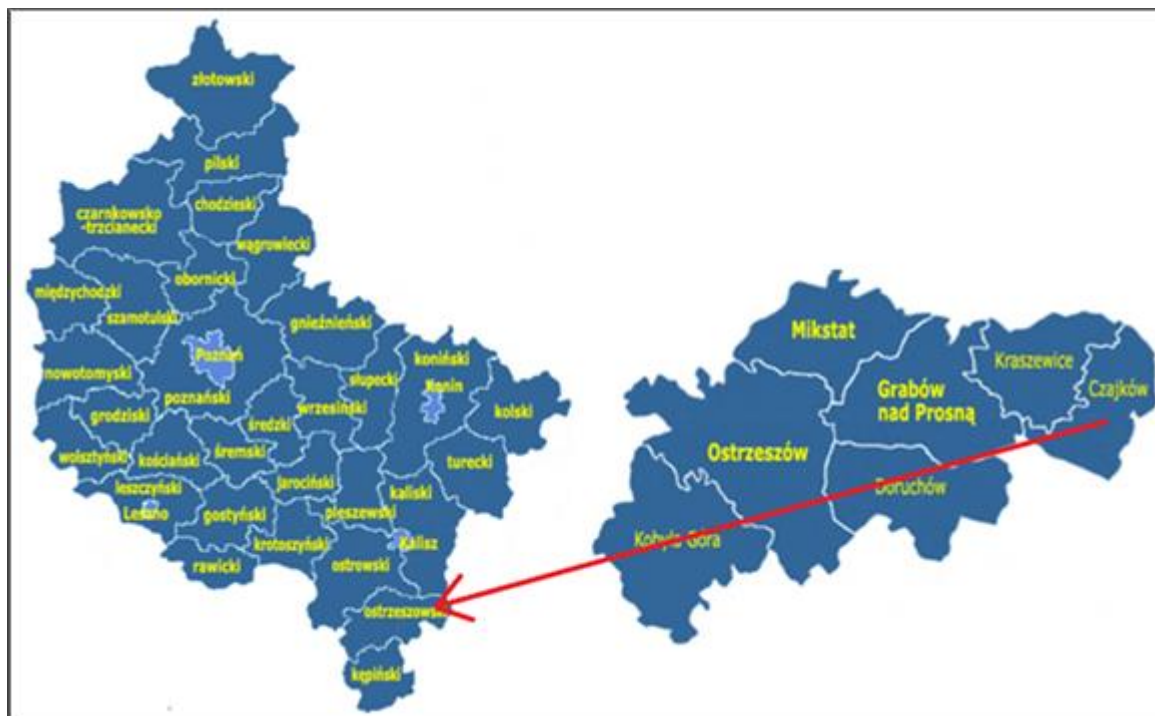 złotowski
pilski
chodzieski
czarnkowsko
-trzcianecki
wągrowiecki
obornicki
międzychodzki
szamotulski
gnieźnieński
Poznań
koniński
Konin
nowotomyski
poznański
słupecki
wrzesiński
kolski
grodziski
średzki
wolsztyński
kościański
śremski
turecki
leszczyński
Leszno
jarociński
kaliski
gostyński
pleszewski
krotoszyński
Kalisz
rawicki
ostrowski
ostrzeszowski
kępiński
Mikstat
Kraszewice
Grabów
nad Prosną
Czajków
Ostrzeszów
Doruchów
Kobyla Góra